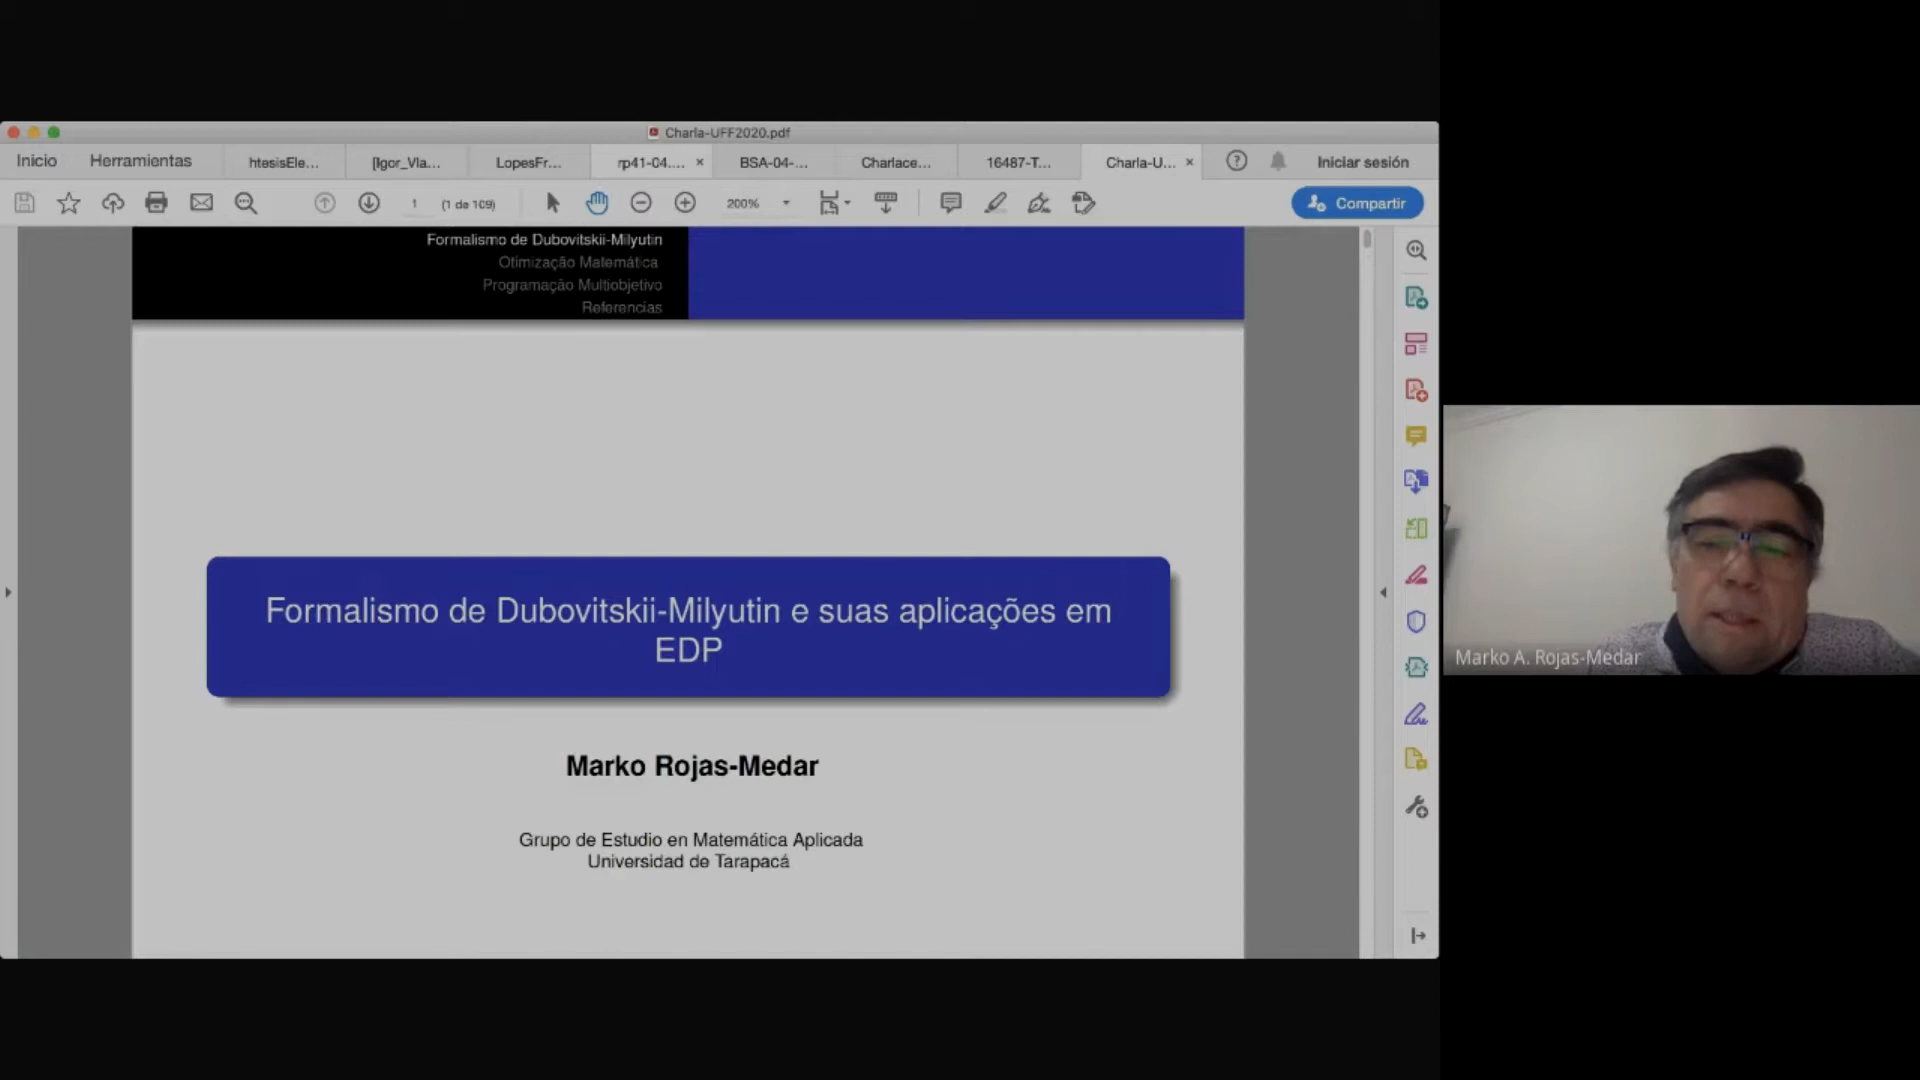 Charla-UFF2020.pdf
Inicio Herramientas htesisEle... [Igor_Vla... LopesFr... rp41-04.... × BSA-04-... Charlace... 16487-T... Charla-U... × Iniciar sesión
1 (1 de 109) 200% Compartir
Formalismo de Dubovitskii-Milyutin
Otimização Matemática
Programação Multiobjetivo
Referencias
Formalismo de Dubovitskii-Milyutin e suas aplicações em
EDP
Marko Rojas-Medar
Grupo de Estudio en Matemática Aplicada
Universidad de Tarapacá
Marko A. Rojas-Medar